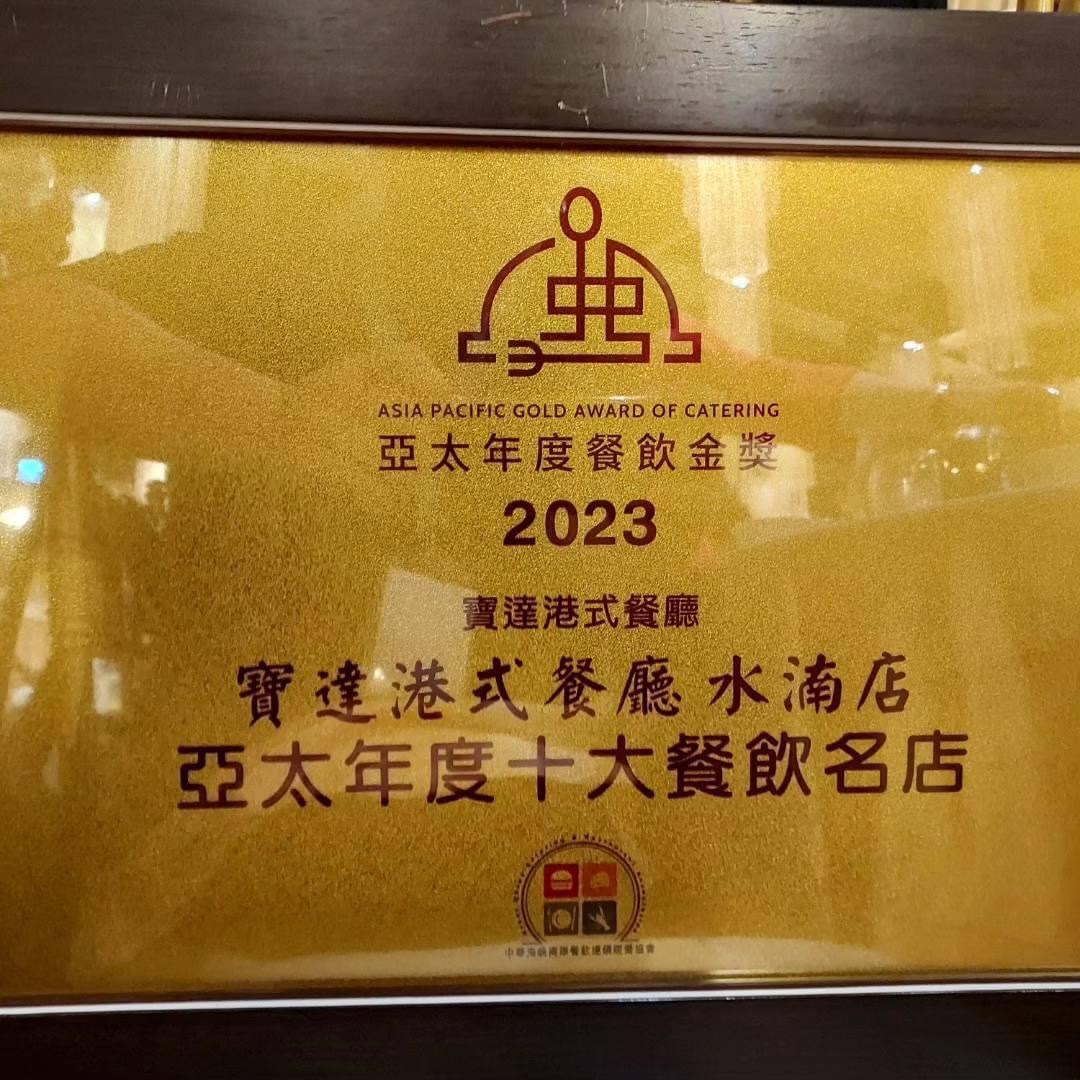 ASIA PACIFIC GOLD AWARD OF CATERING
亞太年度餐飲金獎
2023
寶達港式餐廳
寶達港式餐廳 水湳店
亞太年度十大餐飲名店